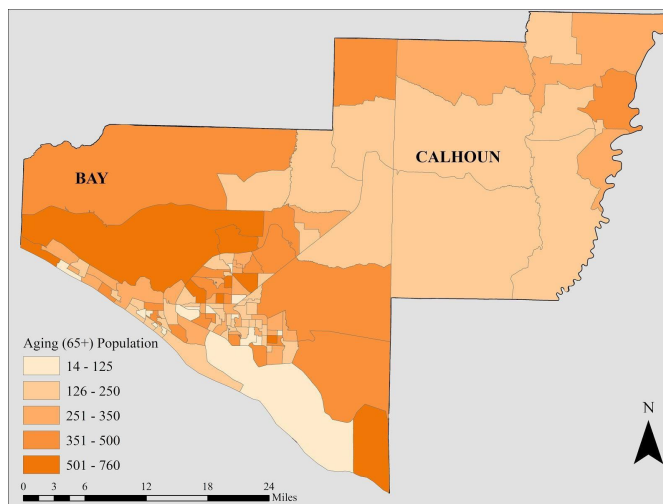 BAY
CALHOUN
Aging (65+) Population
14 - 125
126 - 250
251 - 350
351 - 500
501 - 760
N
0 3 6 12 18 24
Miles